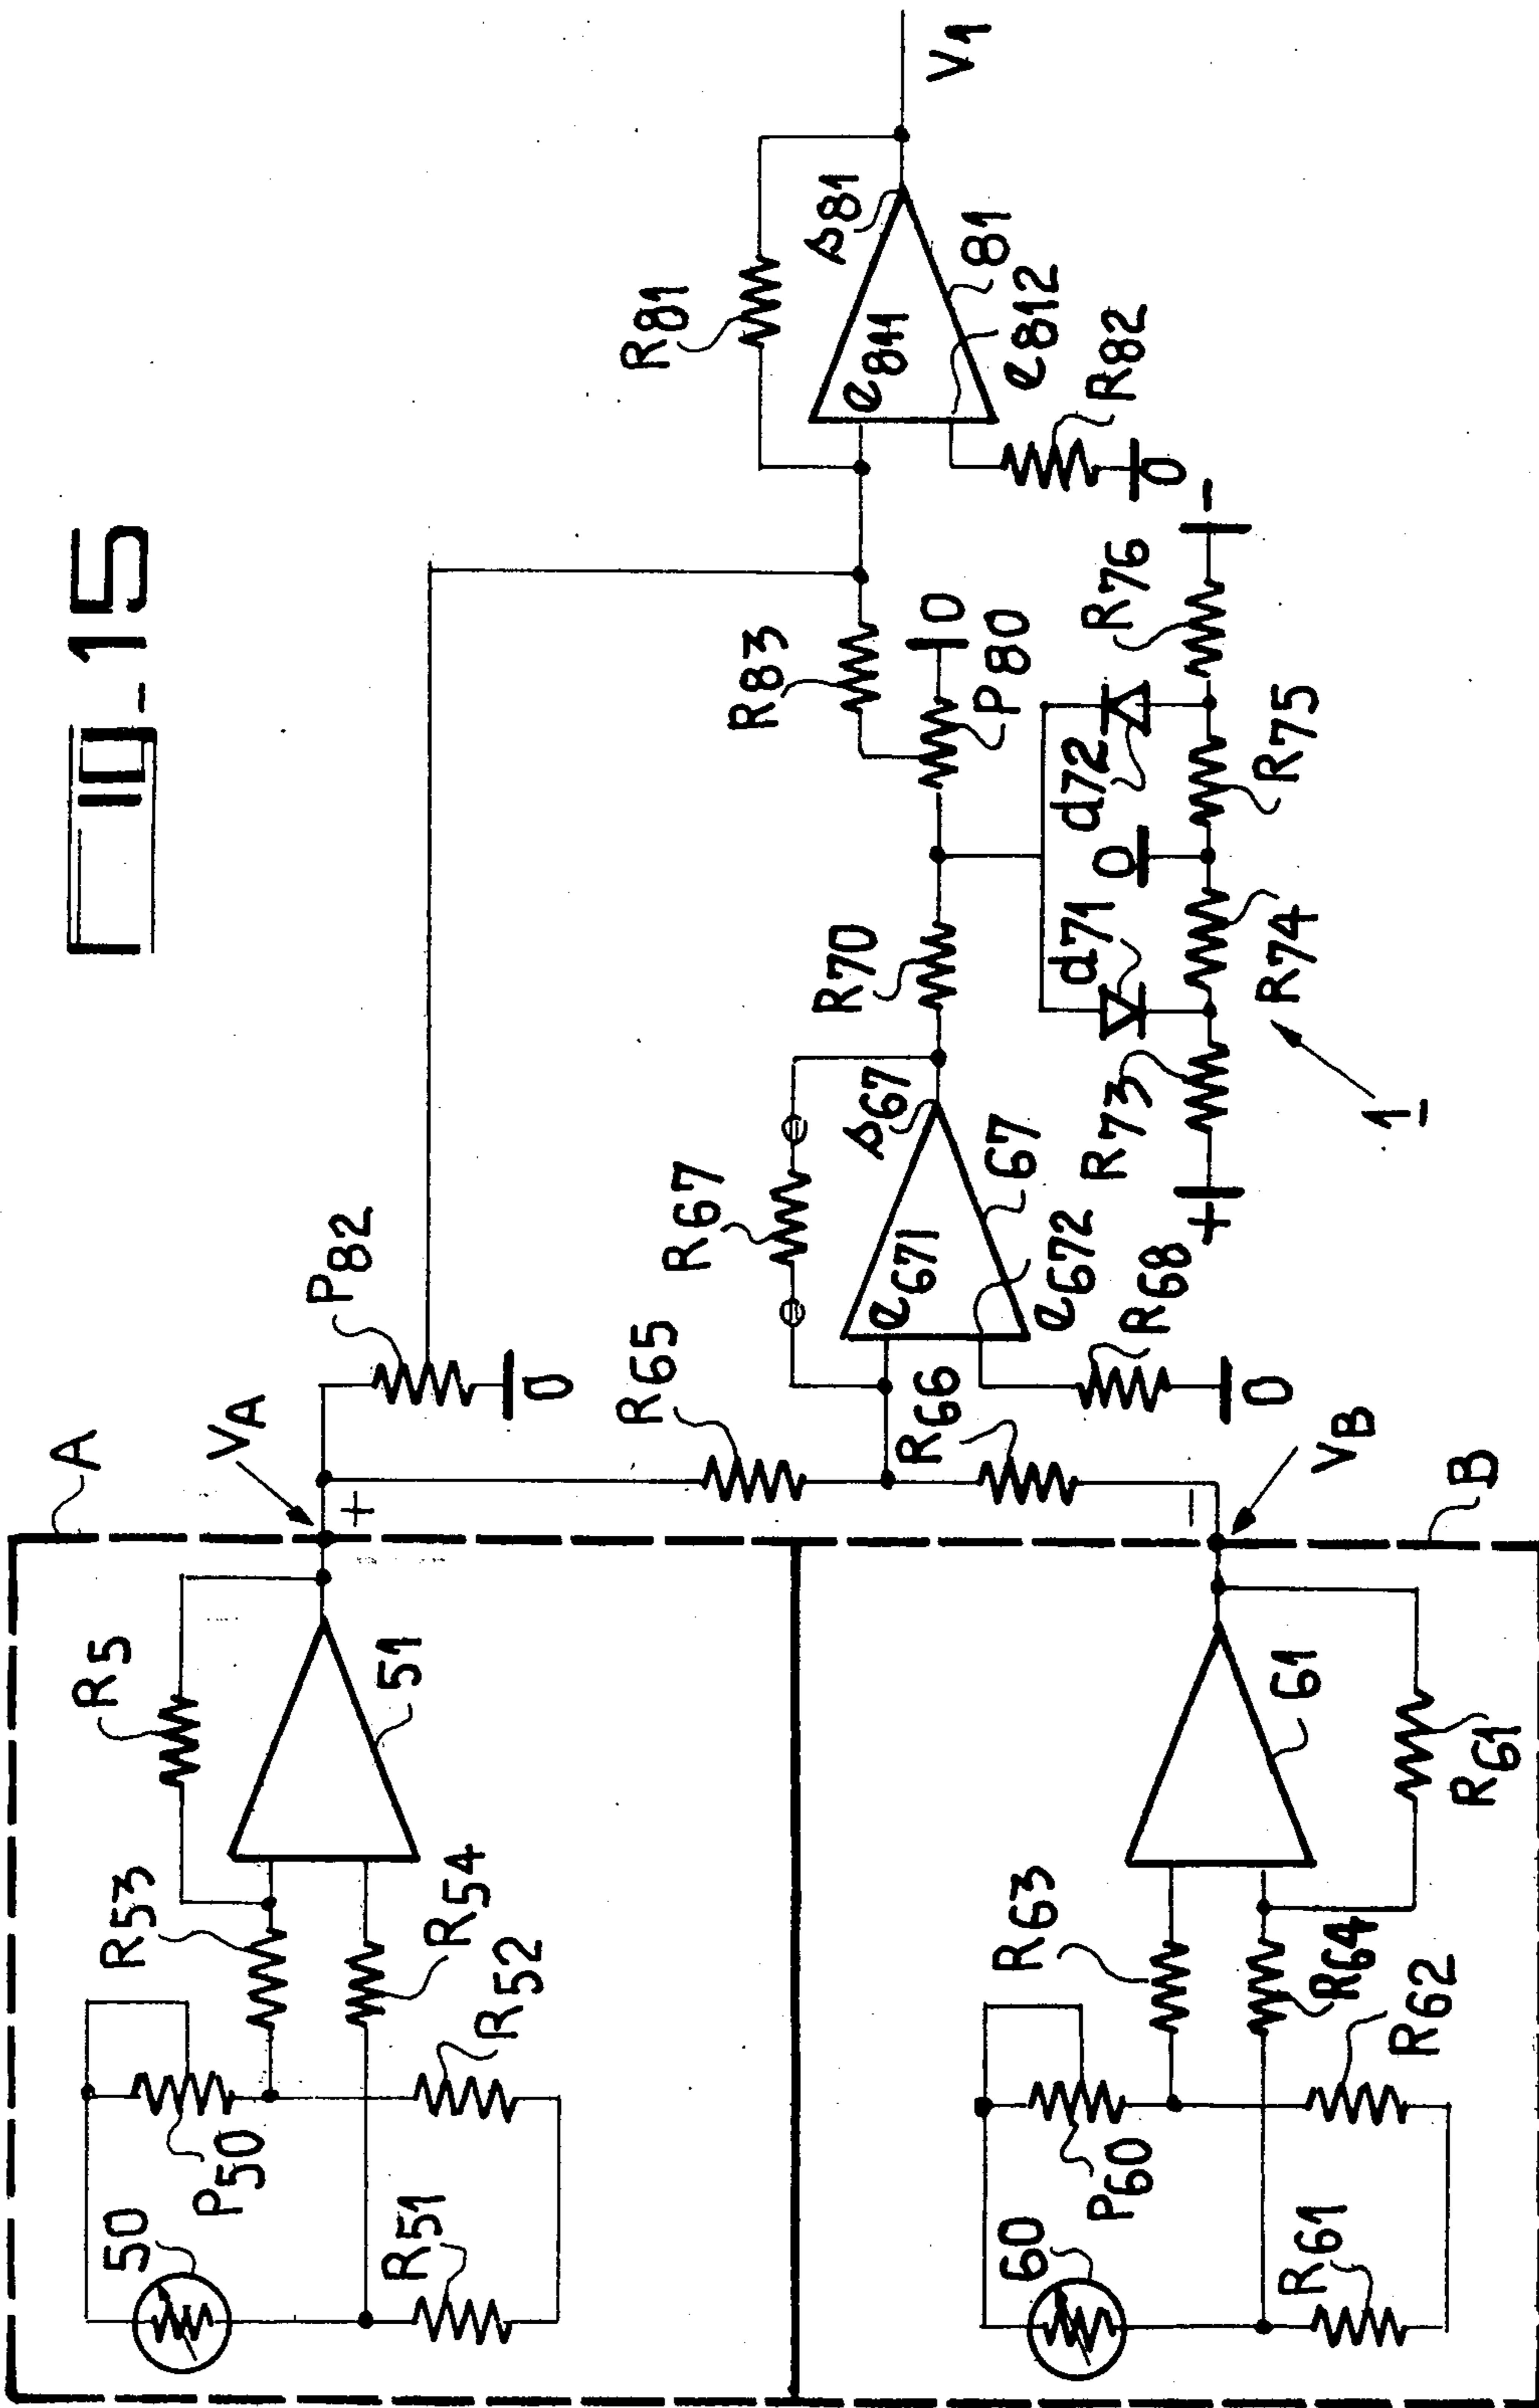 FIG-15
A
VA
+
R5
51
R53
R54
R52
P50
50
R51
P82
0
R65
R66
-
VB
B
R63
R64
R62
61
R61
P60
60
R61
R67
e671
s67
67
e672
R68
0
R70
R83
0
P80
d71
d72
0
+
R73
R74
R75
R76
-
1
R81
e811
s81
81
e812
R82
0
V1